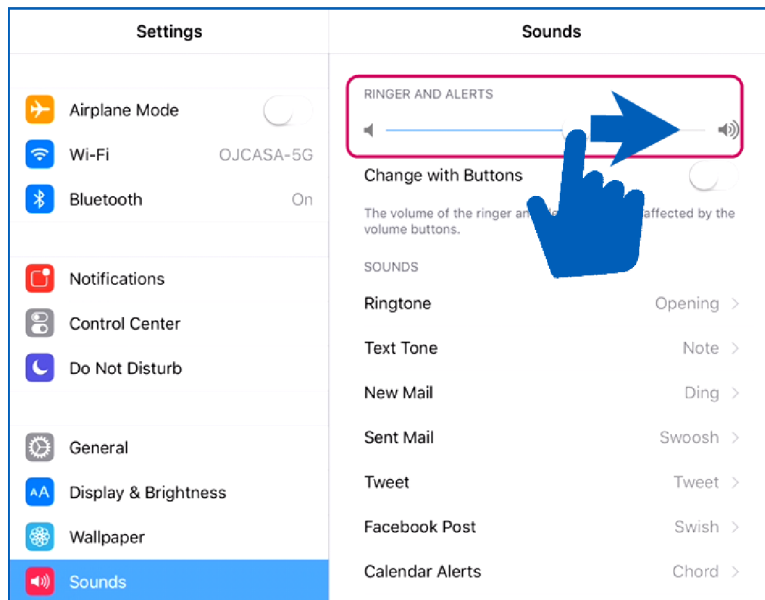 Settings
Airplane Mode
Wi-Fi OJCASA-5G
Bluetooth On
Notifications
Control Center
Do Not Disturb
General
AA Display & Brightness
Wallpaper
Sounds
Sounds
RINGER AND ALERTS
Change with Buttons
The volume of the ringer an affected by the
volume buttons.
SOUNDS
Ringtone Opening
Text Tone Note
New Mail Ding
Sent Mail Swoosh
Tweet Tweet
Facebook Post Swish
Calendar Alerts Chord